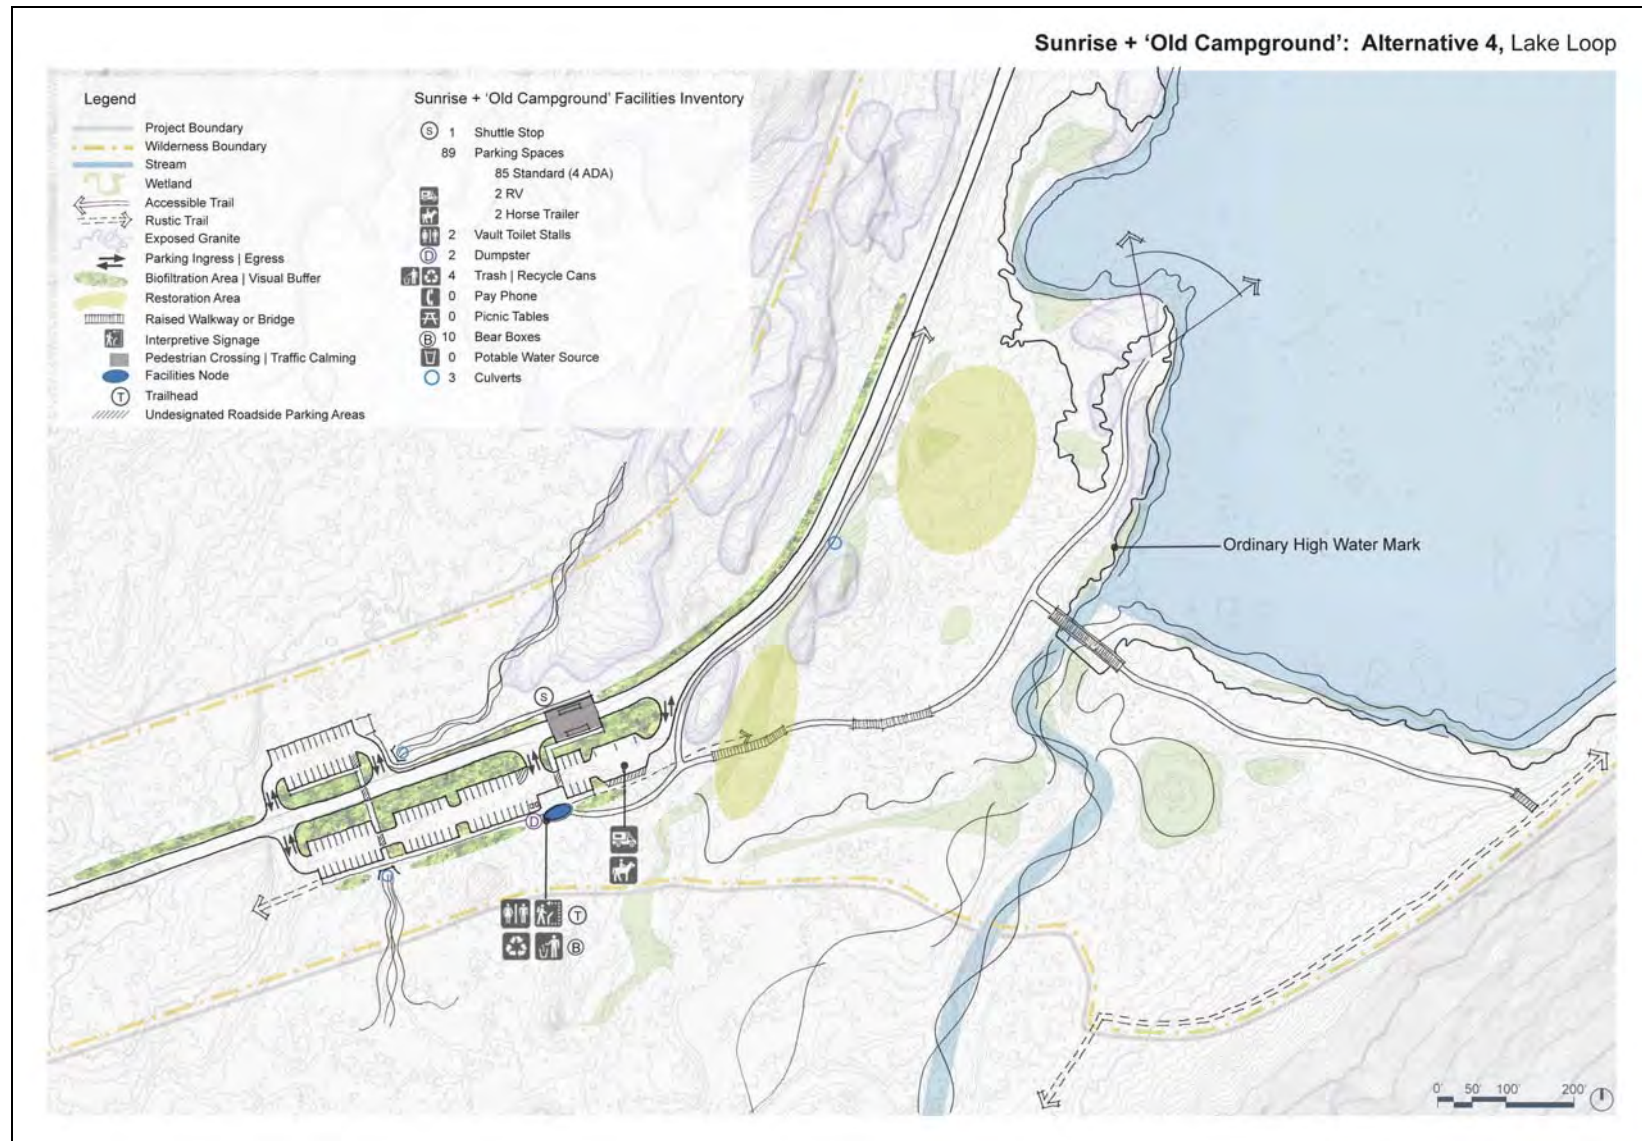 Sunrise + ‘Old Campground’: Alternative 4, Lake Loop
Legend
Project Boundary
Wilderness Boundary
Stream
Wetland
Accessible Trail
Rustic Trail
Exposed Granite
Parking Ingress | Egress
Biofiltration Area | Visual Buffer
Restoration Area
Raised Walkway or Bridge
Interpretive Signage
Pedestrian Crossing | Traffic Calming
Facilities Node
T Trailhead
Undesignated Roadside Parking Areas
Sunrise + ‘Old Campground’ Facilities Inventory
S 1 Shuttle Stop
89 Parking Spaces
85 Standard (4 ADA)
2 RV
2 Horse Trailer
2 Vault Toilet Stalls
D 2 Dumpster
4 Trash | Recycle Cans
0 Pay Phone
0 Picnic Tables
B 10 Bear Boxes
0 Potable Water Source
3 Culverts
Ordinary High Water Mark
S
D
T
B
0' 50' 100' 200'